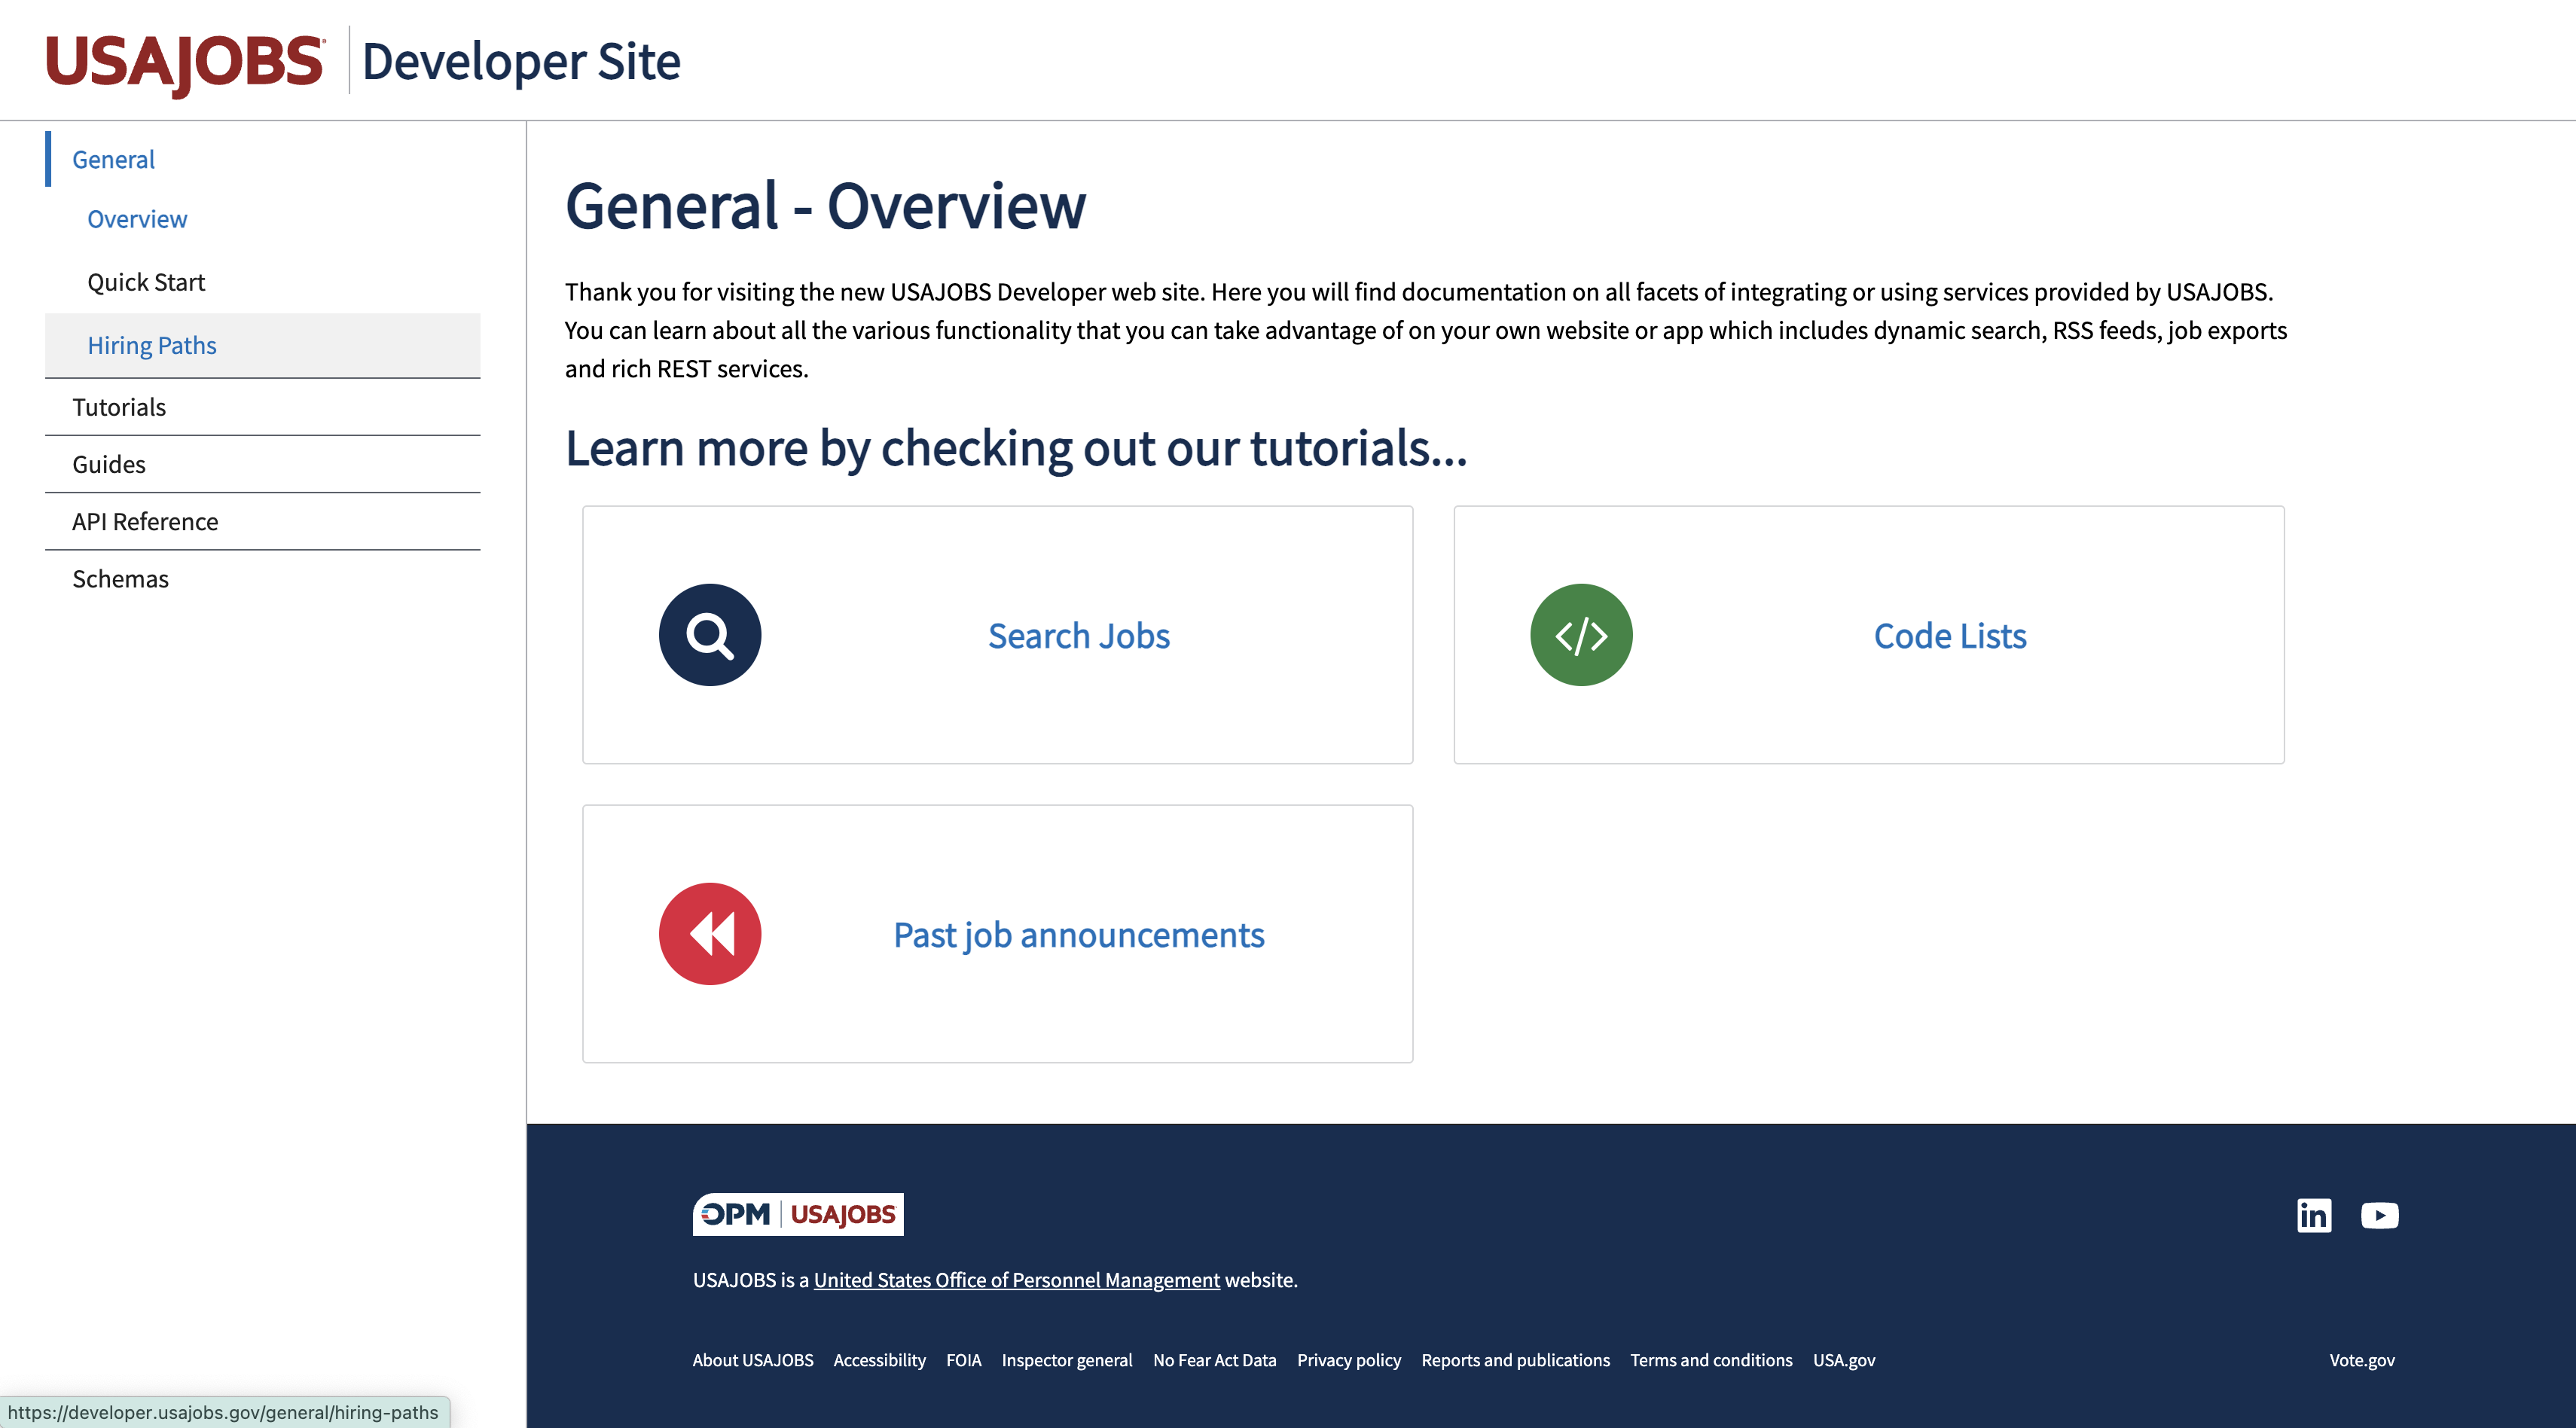 USAJOBS Developer Site
General
Overview
Quick Start
Hiring Paths
Tutorials
Guides
API Reference
Schemas
General - Overview
Thank you for visiting the new USAJOBS Developer web site. Here you will find documentation on all facets of integrating or using services provided by USAJOBS.
You can learn about all the various functionality that you can take advantage of on your own website or app which includes dynamic search, RSS feeds, job exports
and rich REST services.
Learn more by checking out our tutorials...
Search Jobs
Code Lists
Past job announcements
OPM USAJOBS
in
USAJOBS is a United States Office of Personnel Management website.
About USAJOBS Accessibility FOIA Inspector general No Fear Act Data Privacy policy Reports and publications Terms and conditions USA.gov Vote.gov
https://developer.usajobs.gov/general/hiring-paths